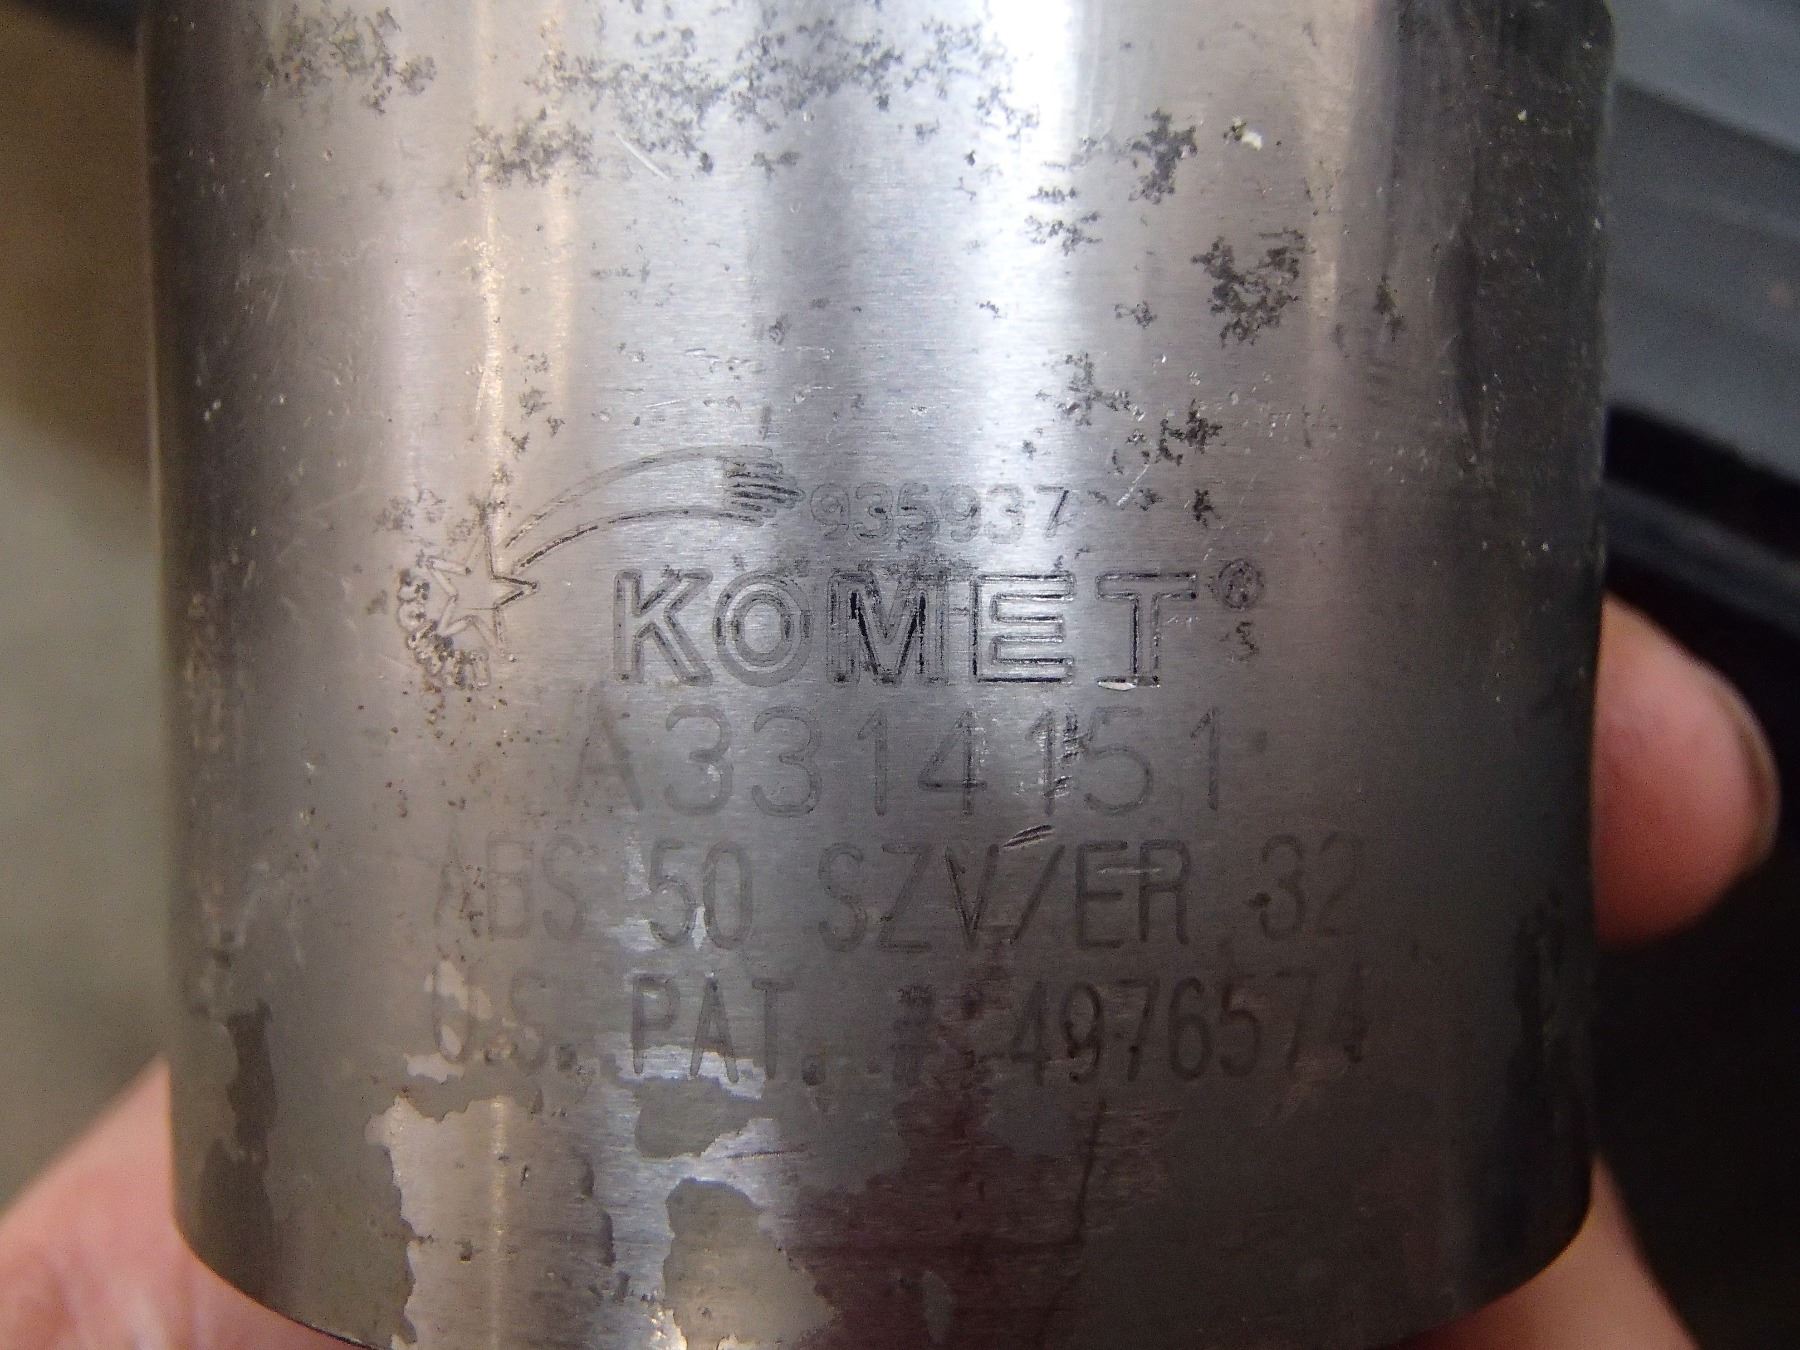 935937
KOMET®
A33 14 151
ABS 50 SZV/ER 32
U.S. PAT. # 4976574